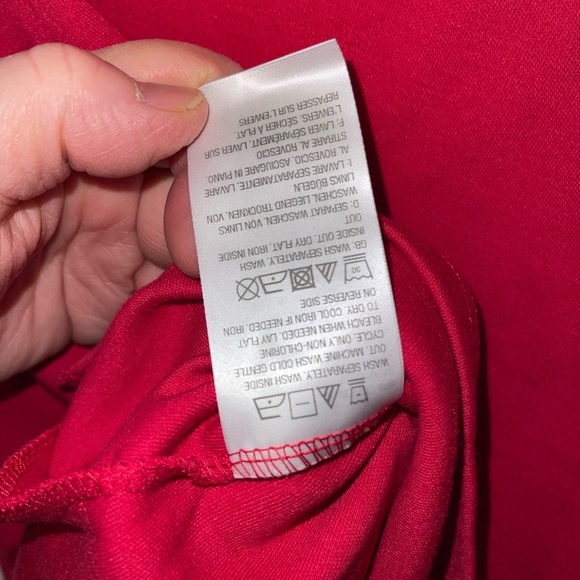 WASH SEPARATELY. WASH INSIDE
OUT. MACHINE WASH COLD GENTLE
CYCLE. ONLY NON-CHLORINE
BLEACH WHEN NEEDED. LAY FLAT
TO DRY. COOL IRON IF NEEDED. IRON
ON REVERSE SIDE
30
GB: WASH SEPARATELY. WASH
INSIDE OUT. DRY FLAT. IRON INSIDE
OUT
D: SEPARAT WASCHEN. VON LINKS
WASCHEN. LIEGEND TROCKNEN. VON
LINKS BÜGELN
I: LAVARE SEPARATAMENTE. LAVARE
AL ROVESCIO. ASCIUGARE IN PIANO.
STIRARE AL ROVESCIO
F: LAVER SEPARÉMENT. LAVER SUR
L'ENVERS. SÉCHER À PLAT.
REPASSER SUR L'ENVERS